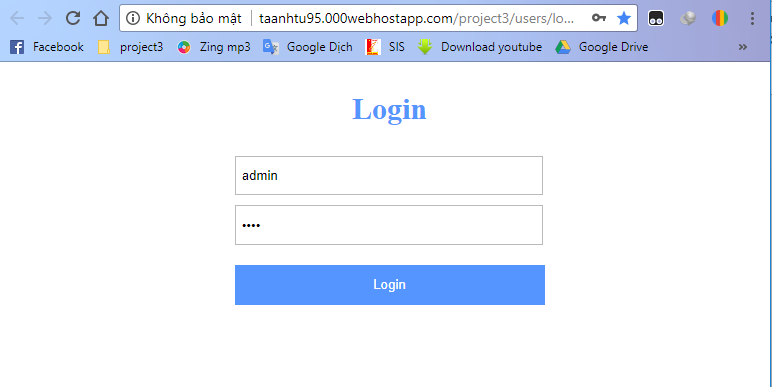 Không bảo mật | taanhtu95.000webhostapp.com/project3/users/lo...
Facebook project3 Zing mp3 Google Dịch SIS Download youtube Google Drive »
Login
admin
••••
Login